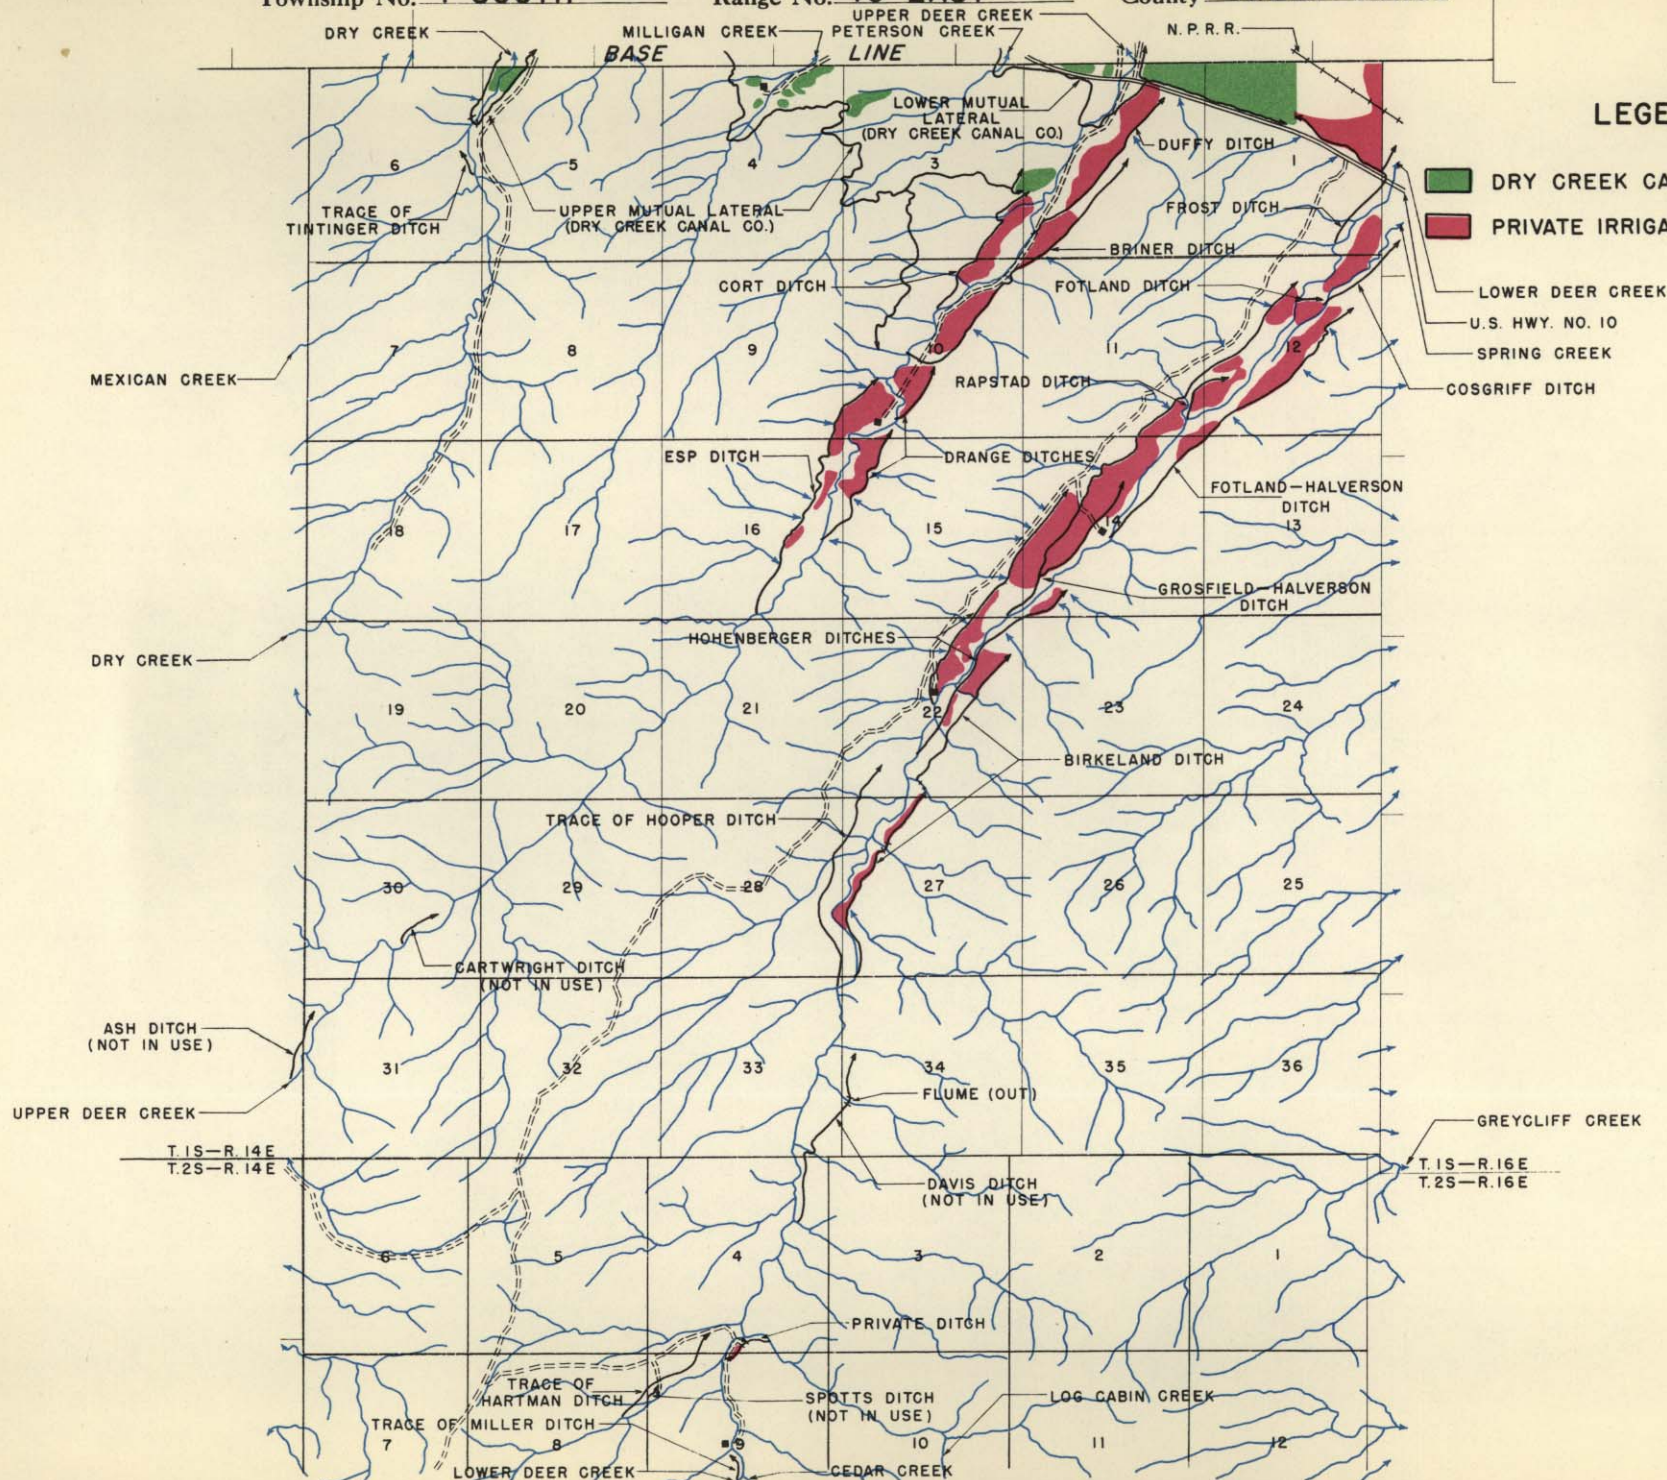 Township No.
Range No.
County
UPPER DEER CREEK
DRY CREEK
MILLIGAN CREEK
PETERSON CREEK
N.P.R.R.
BASE
LINE
LOWER MUTUAL
LATERAL
(DRY CREEK CANAL CO.)
LEGE
DUFFY DITCH
6
5
4
3
1
DRY CREEK CA
TRACE OF
TINTINGER DITCH
UPPER MUTUAL LATERAL
(DRY CREEK CANAL CO.)
FROST DITCH
PRIVATE IRRIGA
BRINER DITCH
CORT DITCH
FOTLAND DITCH
LOWER DEER CREEK
U.S. HWY. NO. 10
7
8
9
10
11
12
SPRING CREEK
MEXICAN CREEK
RAPSTAD DITCH
COSGRIFF DITCH
ESP DITCH
DRANGE DITCHES
FOTLAND-HALVERSON
DITCH
18
17
16
15
14
13
GROSFIELD-HALVERSON
DITCH
HOHENBERGER DITCHES
DRY CREEK
19
20
21
22
23
24
BIRKELAND DITCH
TRACE OF HOOPER DITCH
30
29
28
27
26
25
CARTWRIGHT DITCH
(NOT IN USE)
ASH DITCH
(NOT IN USE)
31
32
33
34
35
36
FLUME (OUT)
UPPER DEER CREEK
GREYCLIFF CREEK
T.1S-R.14E
T.2S-R.14E
T.1S-R.16E
T.2S-R.16E
DAVIS DITCH
(NOT IN USE)
6
5
4
3
2
1
PRIVATE DITCH
TRACE OF
HARTMAN DITCH
SPOTTS DITCH
(NOT IN USE)
LOG CABIN CREEK
TRACE OF MILLER DITCH
7
8
9
10
11
12
LOWER DEER CREEK
CEDAR CREEK